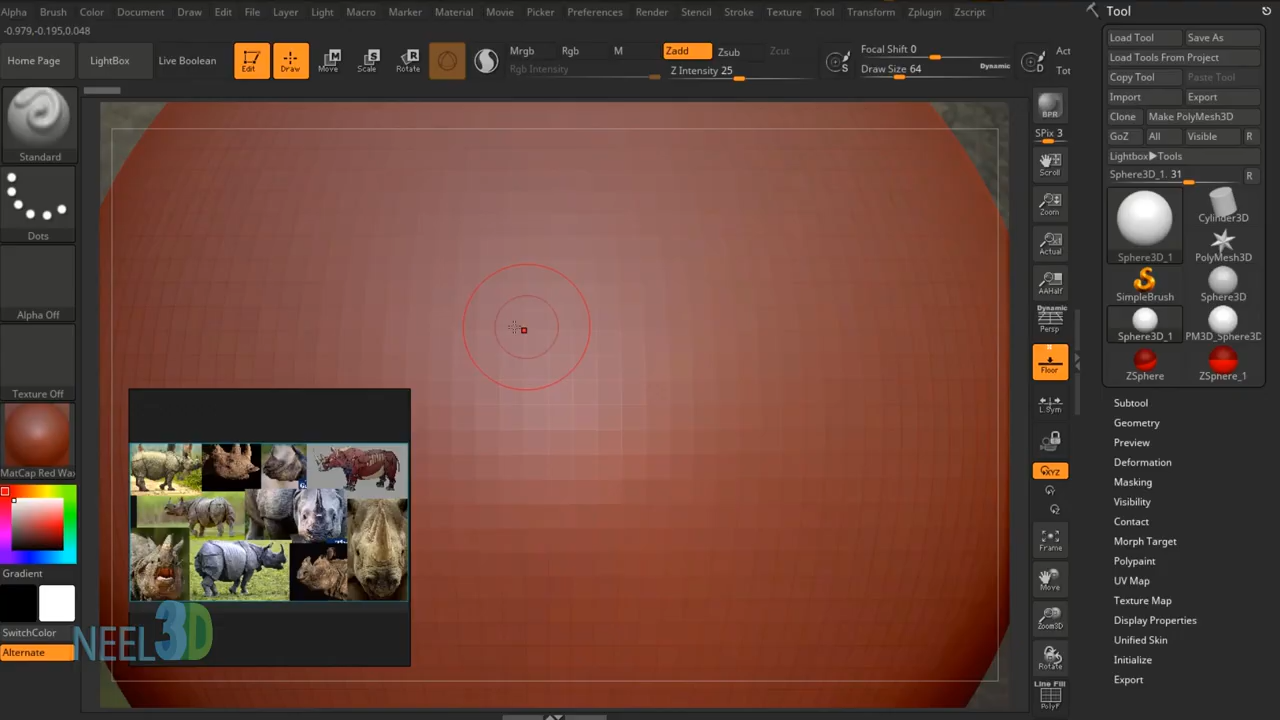 Alpha Brush Color Document Draw Edit File Layer Light Macro Marker Material Movie Picker Preferences Render Stencil Stroke Texture Tool Transform Zplugin Zscript
-0.979,-0.195,0.048
Home Page LightBox Live Boolean Edit Draw Move Scale Rotate
Mrgb Rgb M Zadd Zsub Zcut
Rgb Intensity Z Intensity 25
Focal Shift 0
Draw Size 64 Dynamic
S
D
Act
Tot
Standard
Dots
Alpha Off
Texture Off
MatCap Red Wax
Gradient
SwitchColor
Alternate
NEEL3D
BPR
SPix 3
Scroll
Zoom
Actual
AAHalf
Dynamic
Persp
Floor
L.Sym
XYZ
Frame
Move
Zoom3D
Rotate
Line Fill
PolyF
Tool
Load Tool Save As
Load Tools From Project
Copy Tool Paste Tool
Import Export
Clone Make PolyMesh3D
GoZ All Visible R
Lightbox▶Tools
Sphere3D_1. 31 R
Sphere3D_1 Cylinder3D
PolyMesh3D
SimpleBrush Sphere3D
Sphere3D_1 PM3D_Sphere3D
ZSphere ZSphere_1
Subtool
Geometry
Preview
Deformation
Masking
Visibility
Contact
Morph Target
Polypaint
UV Map
Texture Map
Display Properties
Unified Skin
Initialize
Export